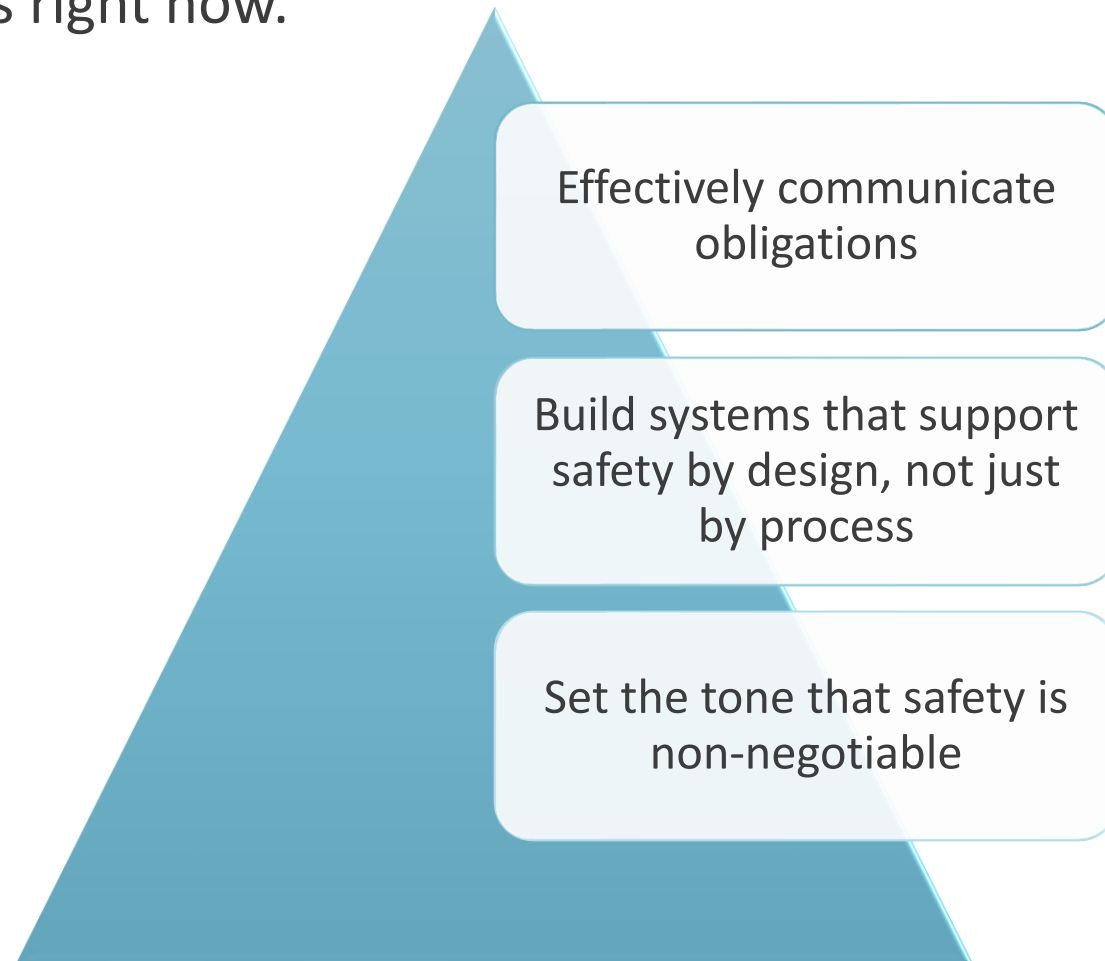 s right now.
Effectively communicate
obligations
Build systems that support
safety by design, not just
by process
Set the tone that safety is
non-negotiable